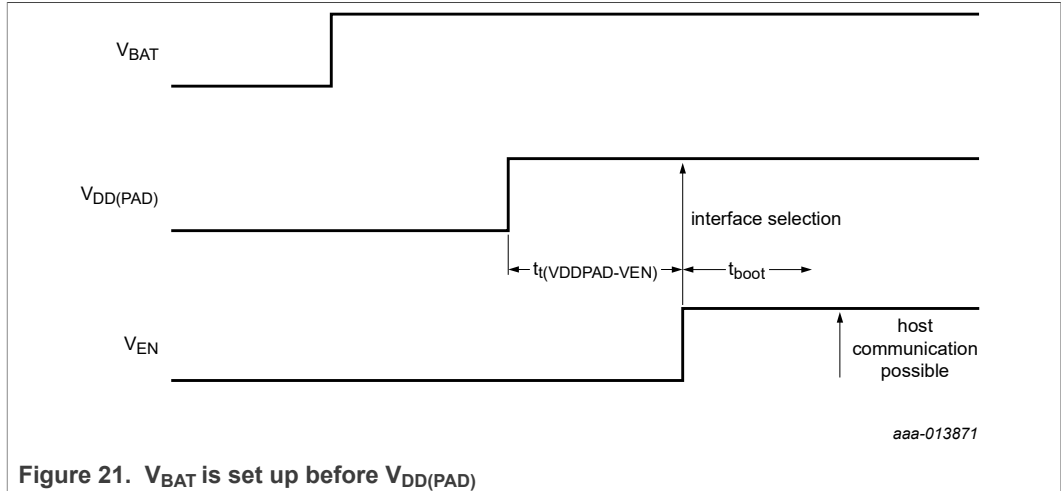 VBAT
VDD(PAD)
interface selection
tt(VDDPAD-VEN)
tboot
VEN
host
communication
possible
aaa-013871
Figure 21. VBAT is set up before VDD(PAD)